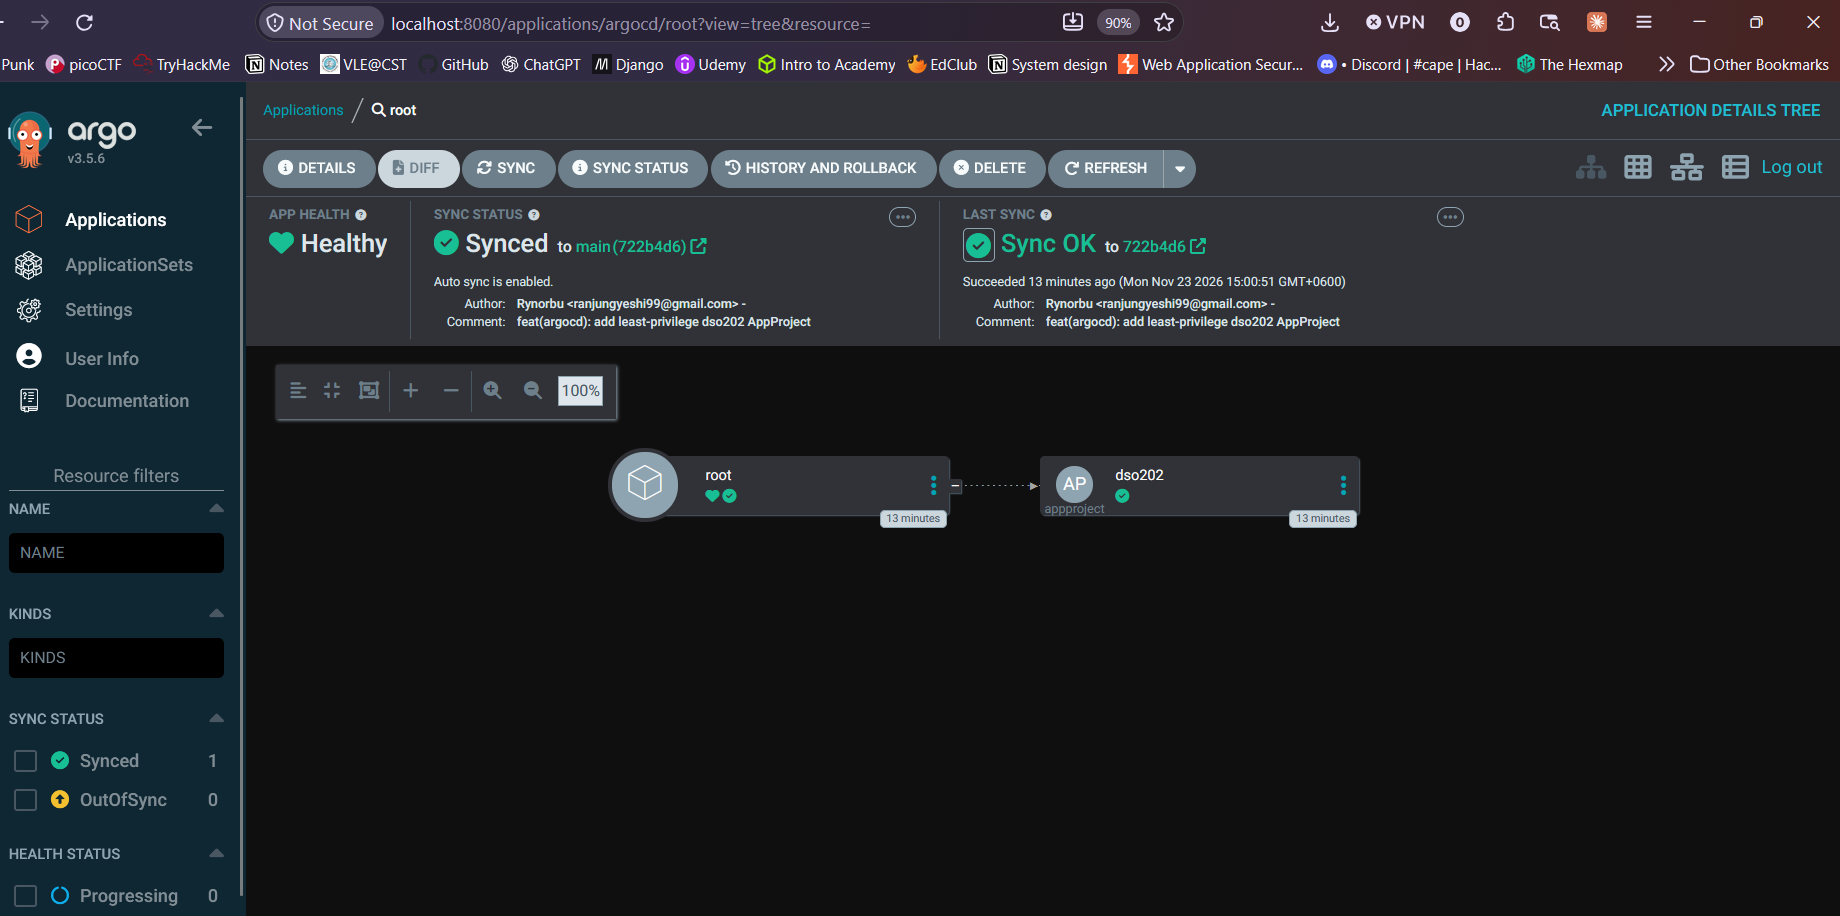 Not Secure localhost:8080/applications/argocd/root?view=tree&resource= 90% VPN
Punk picoCTF TryHackMe Notes VLE@CST GitHub ChatGPT Django Udemy Intro to Academy EdClub System design Web Application Secur... • Discord | #cape | Hac... The Hexmap Other Bookmarks
argo
v3.5.6
Applications
ApplicationSets
Settings
User Info
Documentation
Resource filters
NAME
NAME
KINDS
KINDS
SYNC STATUS
Synced 1
OutOfSync 0
HEALTH STATUS
Progressing 0
Applications / root
APPLICATION DETAILS TREE
DETAILS DIFF SYNC SYNC STATUS HISTORY AND ROLLBACK DELETE REFRESH Log out
APP HEALTH
Healthy
SYNC STATUS
Synced to main (722b4d6)
Auto sync is enabled.
Author: Rynorbu <ranjungyeshi99@gmail.com> -
Comment: feat(argocd): add least-privilege dso202 AppProject
LAST SYNC
Sync OK to 722b4d6
Succeeded 13 minutes ago (Mon Nov 23 2026 15:00:51 GMT+0600)
Author: Rynorbu <ranjungyeshi99@gmail.com> -
Comment: feat(argocd): add least-privilege dso202 AppProject
100%
root
13 minutes
AP
appproject
dso202
13 minutes